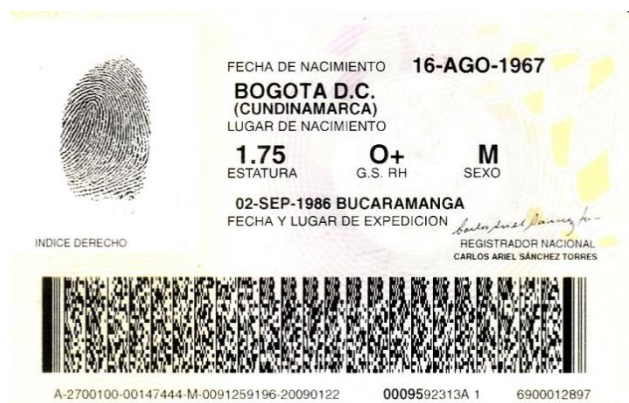 FECHA DE NACIMIENTO 16-AGO-1967
BOGOTA D.C.
(CUNDINAMARCA)
LUGAR DE NACIMIENTO
1.75 O+ M
ESTATURA G.S. RH SEXO
02-SEP-1986 BUCARAMANGA
FECHA Y LUGAR DE EXPEDICION
INDICE DERECHO
REGISTRADOR NACIONAL
CARLOS ARIEL SÁNCHEZ TORRES
A-2700100-00147444-M-0091259196-20090122 0009592313A 1 6900012897